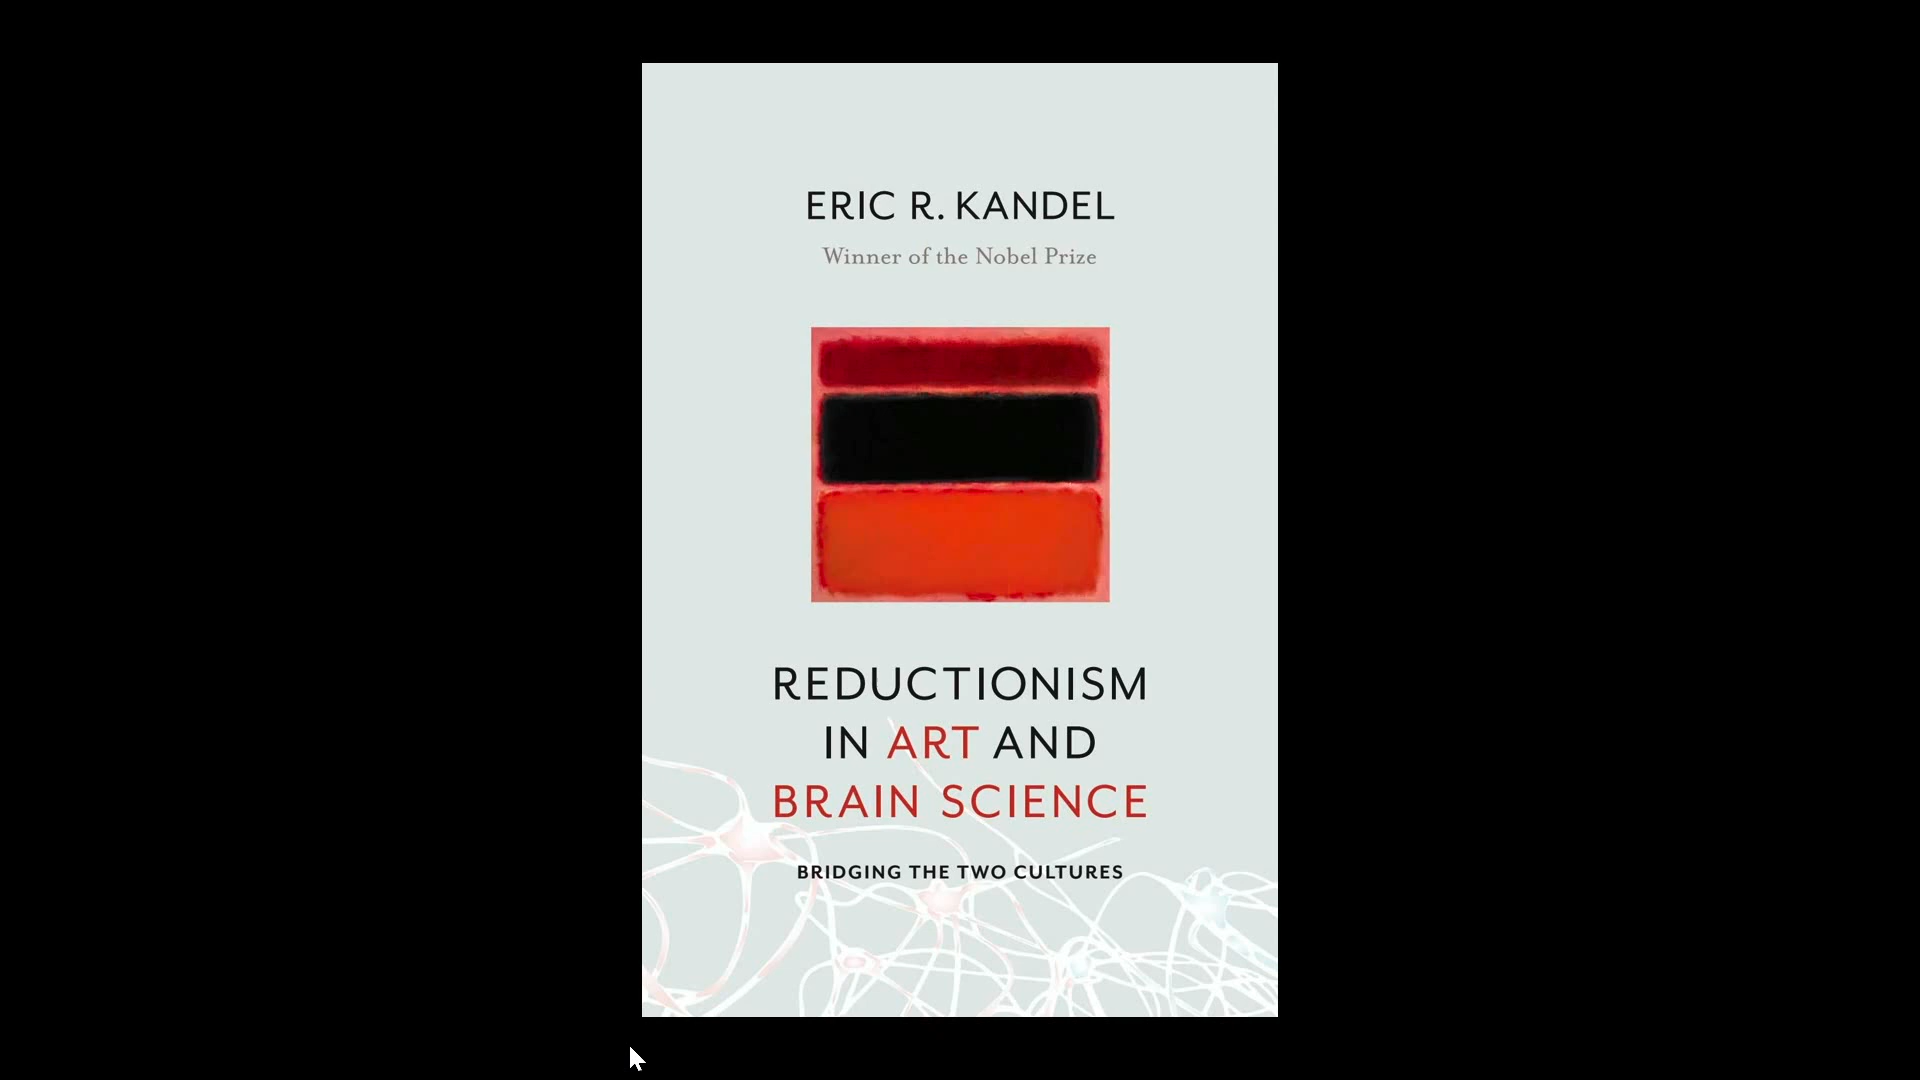 ERIC R. KANDEL
Winner of the Nobel Prize
REDUCTIONISM
IN ART AND
BRAIN SCIENCE
BRIDGING THE TWO CULTURES